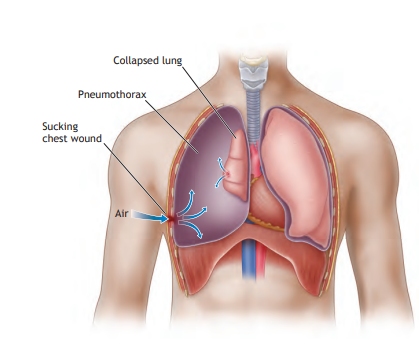 Collapsed lung
Pneumothorax
Sucking
chest wound
Air